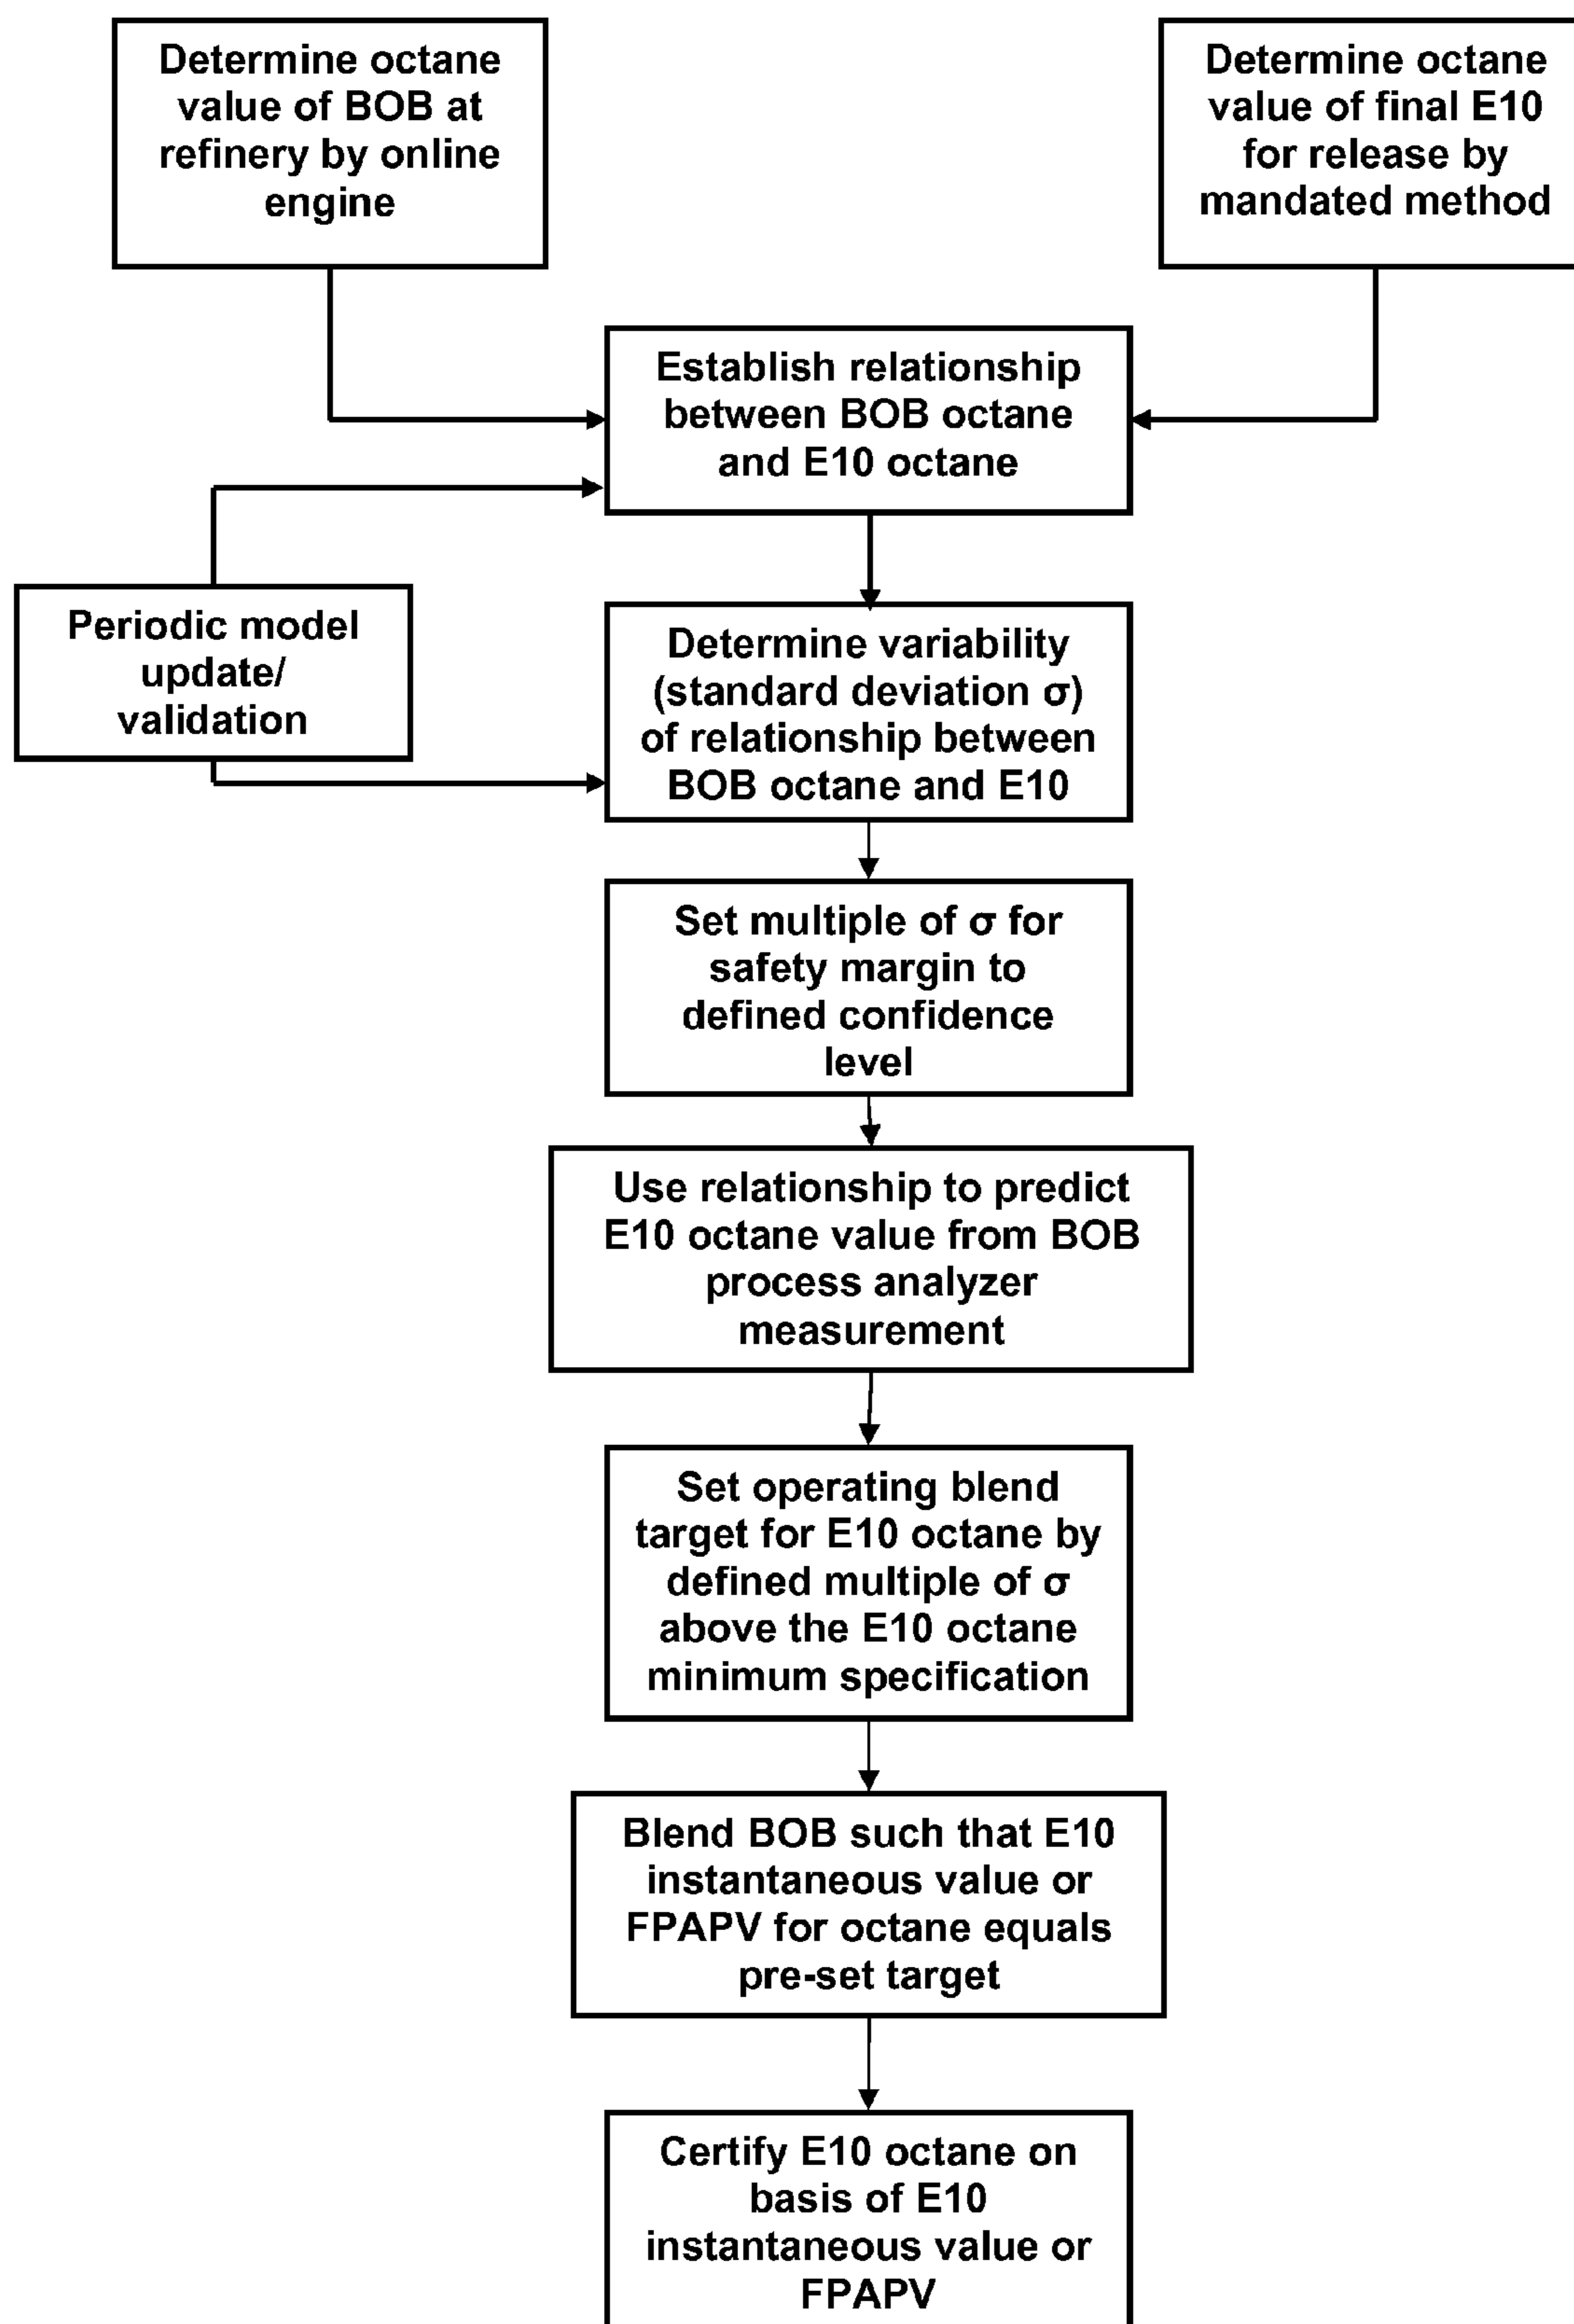 Determine octane
value of BOB at
refinery by online
engine
Determine octane
value of final E10
for release by
mandated method
Establish relationship
between BOB octane
and E10 octane
Periodic model
update/
validation
Determine variability
(standard deviation σ)
of relationship between
BOB octane and E10
Set multiple of σ for
safety margin to
defined confidence
level
Use relationship to predict
E10 octane value from BOB
process analyzer
measurement
Set operating blend
target for E10 octane by
defined multiple of σ
above the E10 octane
minimum specification
Blend BOB such that E10
instantaneous value or
FPAPV for octane equals
pre-set target
Certify E10 octane on
basis of E10
instantaneous value or
FPAPV